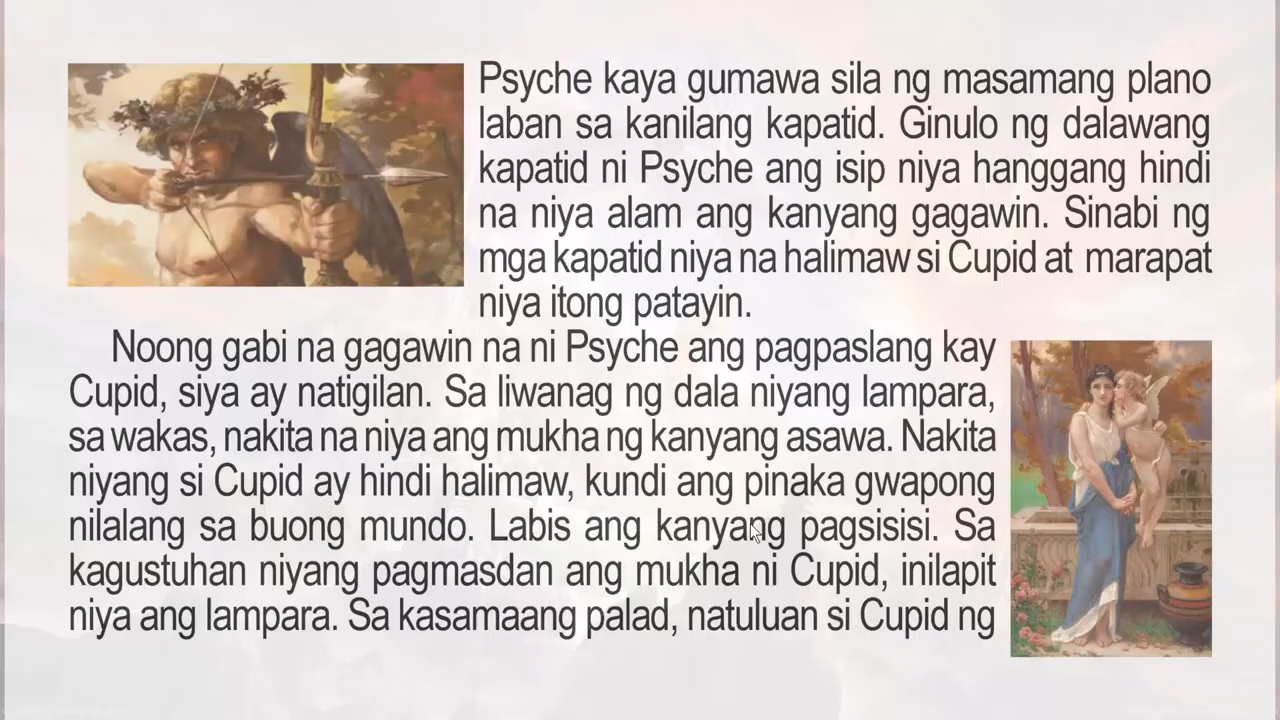 Psyche kaya gumawa sila ng masamang plano
laban sa kanilang kapatid. Ginulo ng dalawang
kapatid ni Psyche ang isip niya hanggang hindi
na niya alam ang kanyang gagawin. Sinabi ng
mga kapatid niya na halimaw si Cupid at marapat
niya itong patayin.
Noong gabi na gagawin na ni Psyche ang pagpaslang kay
Cupid, siya ay natigilan. Sa liwanag ng dala niyang lampara,
sa wakas, nakita na niya ang mukha ng kanyang asawa. Nakita
niyang si Cupid ay hindi halimaw, kundi ang pinaka gwapong
nilalang sa buong mundo. Labis ang kanyang pagsisisi. Sa
kagustuhan niyang pagmasdan ang mukha ni Cupid, inilapit
niya ang lampara. Sa kasamaang palad, natuluan si Cupid ng